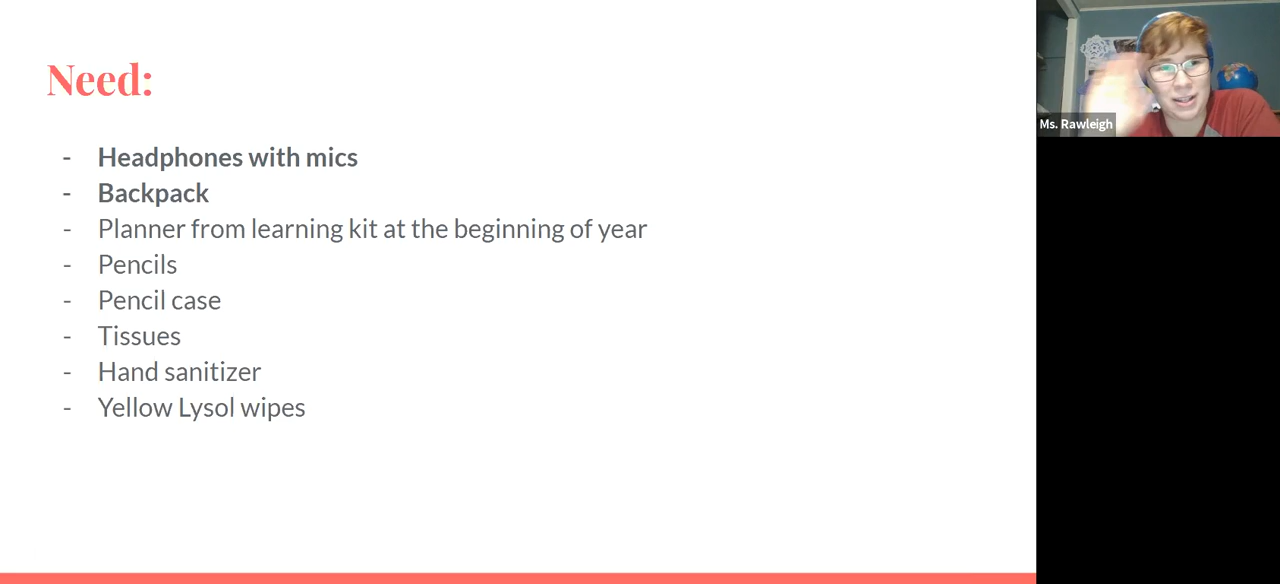 Need:
- Headphones with mics
- Backpack
- Planner from learning kit at the beginning of year
- Pencils
- Pencil case
- Tissues
- Hand sanitizer
- Yellow Lysol wipes
Ms. Rawleigh